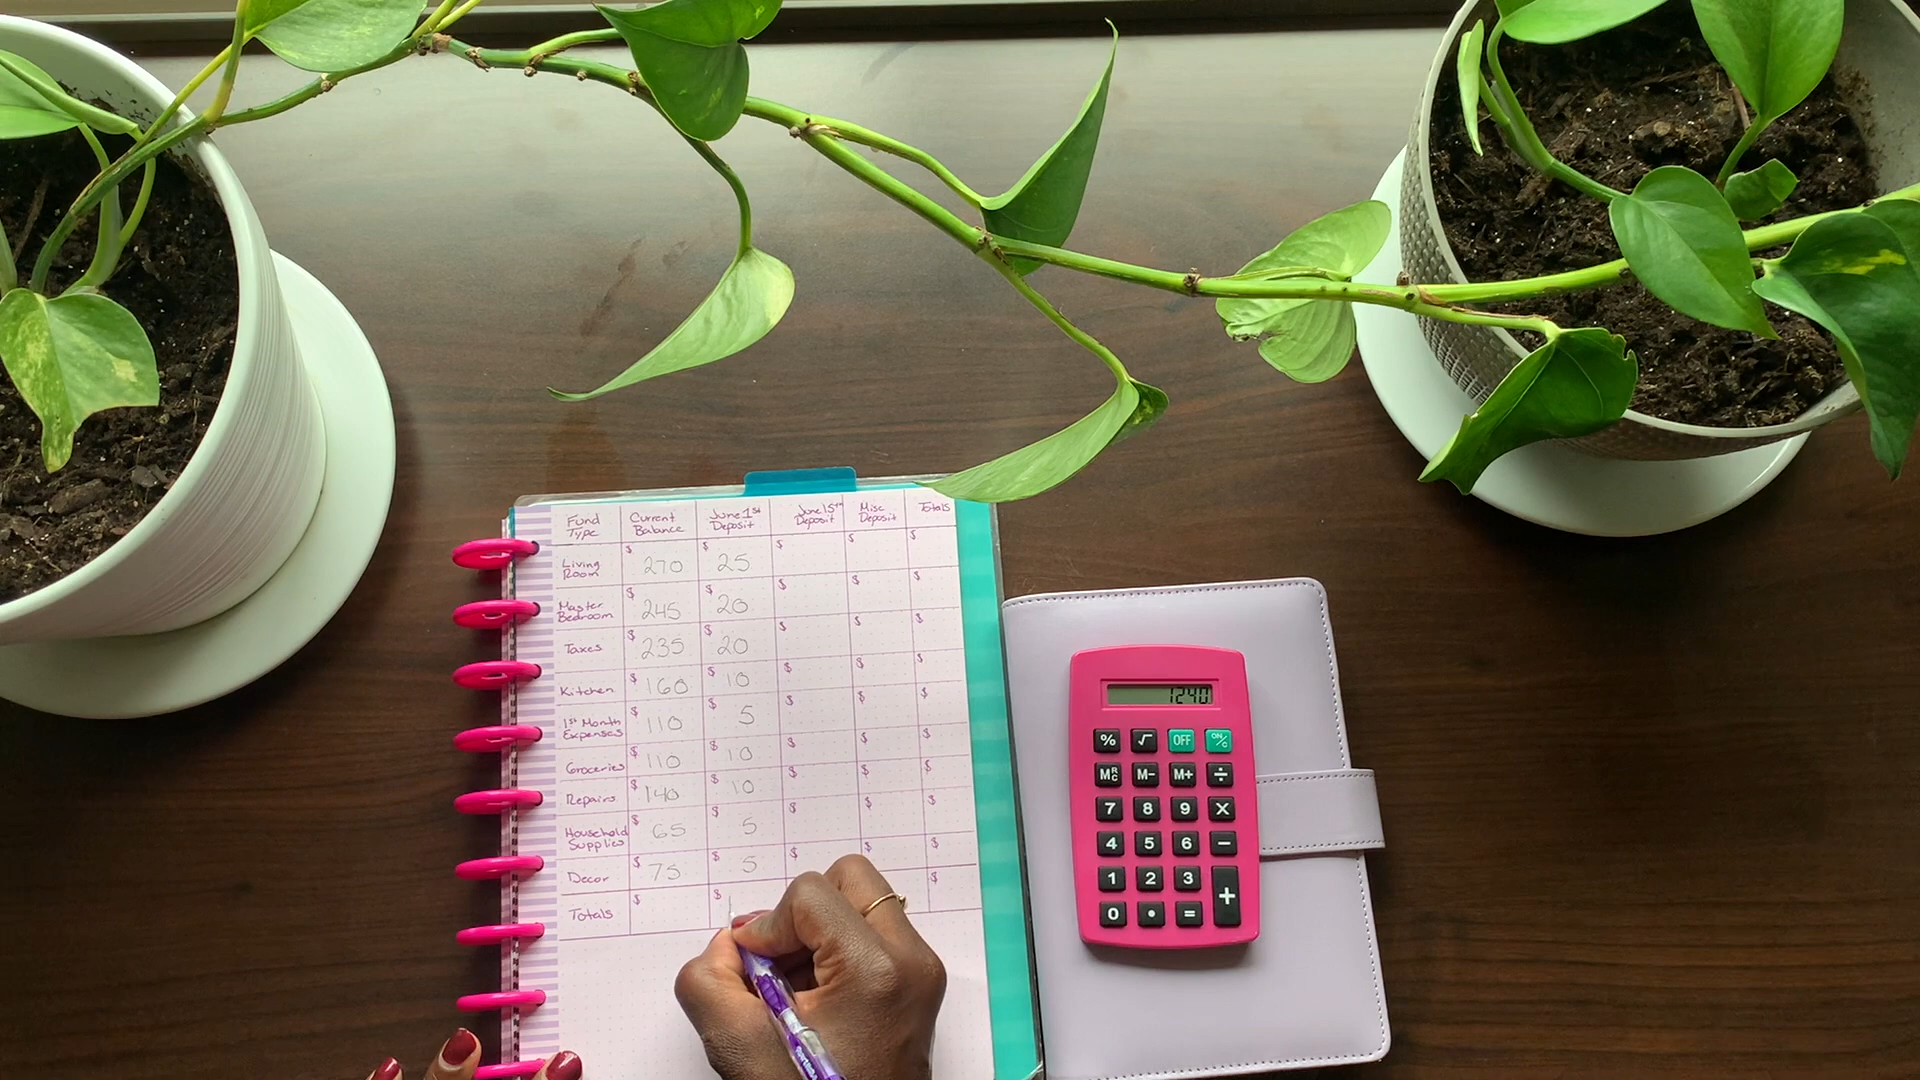 Fund Type Current Balance June 1st Deposit June 15th Deposit Misc Deposit Totals
Living Room $ 270 $ 25 $ $ $
Master Bedroom $ 245 $ 20 $ $ $
Taxes $ 235 $ 20 $ $ $
Kitchen $ 160 $ 10 $ $ $
1st Month Expenses $ 110 $ 5 $ $ $
Groceries $ 110 $ 10 $ $ $
Repairs $ 140 $ 10 $ $ $
Household Supplies $ 65 $ 5 $ $ $
Decor $ 75 $ 5 $ $ $
Totals $ $ 1 $
1240
% √ OFF ON/C
MRC M- M+ ÷
7 8 9 X
4 5 6 −
1 2 3
0 • = +